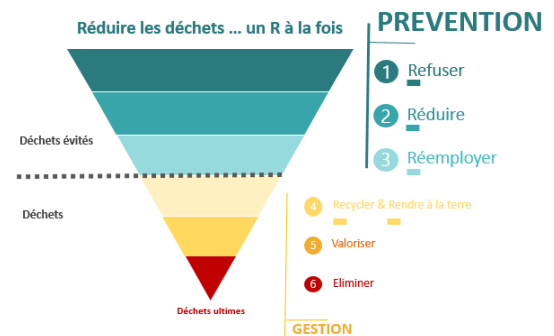 Réduire les déchets ... un R à la fois
PREVENTION
1 Refuser
2 Réduire
Déchets évités
3 Réemployer
4 Recycler & Rendre à la terre
Déchets
5 Valoriser
6 Eliminer
Déchets ultimes
GESTION